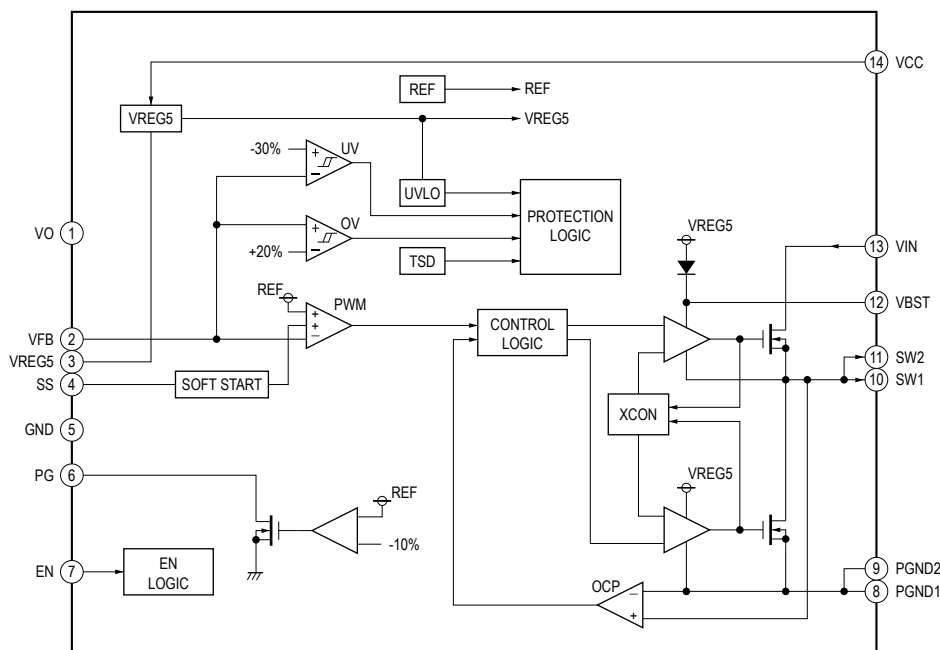 14 VCC
REF
REF
VREG5
VREG5
-30%
UV
UVLO
PROTECTION
LOGIC
VO 1
OV
+20%
TSD
VREG5
13 VIN
REF
PWM
12 VBST
VFB 2
CONTROL
LOGIC
VREG5 3
11 SW2
SS 4
SOFT START
10 SW1
XCON
GND 5
PG 6
REF
VREG5
-10%
EN 7
EN
LOGIC
9 PGND2
OCP
8 PGND1
+
−
+
−
+
+
−
−
+